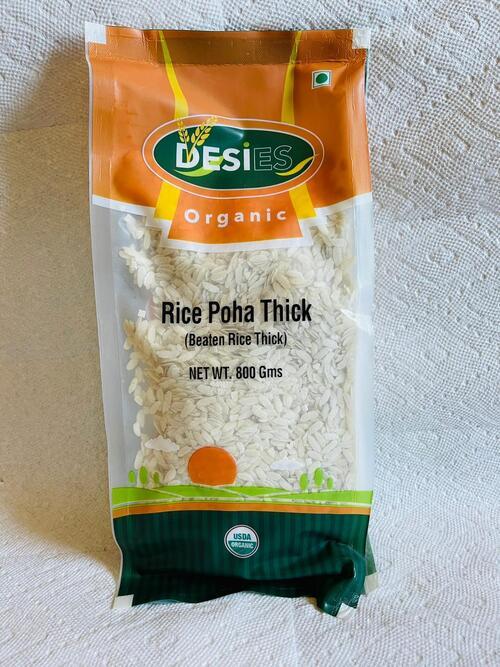 DESiES
Organic
Rice Poha Thick
(Beaten Rice Thick)
NET WT. 800 Gms
USDA
ORGANIC